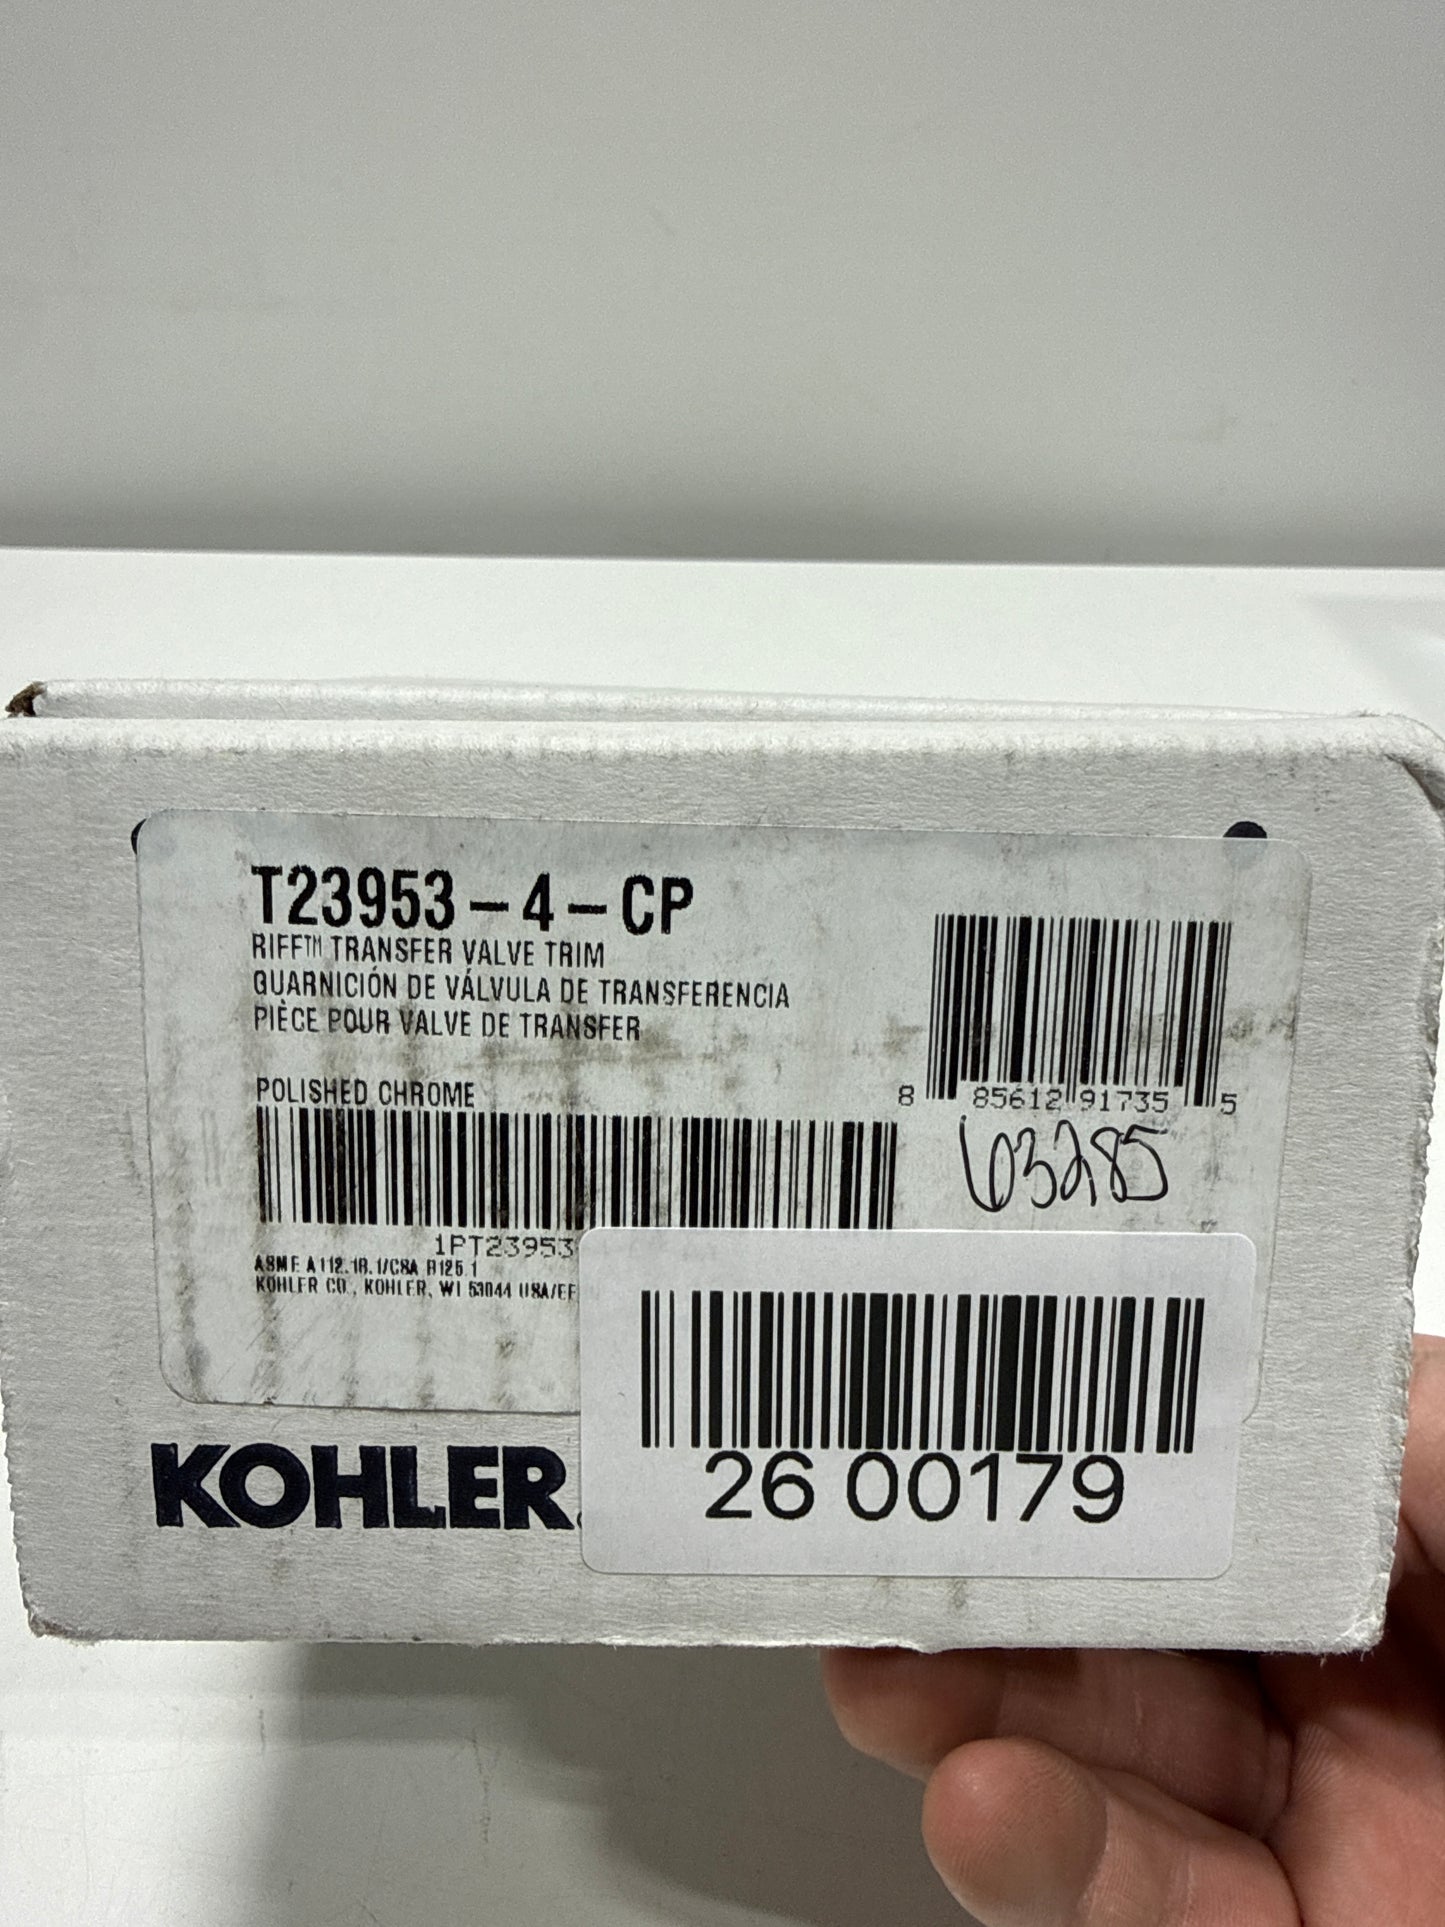 T23953-4-CP
RIFF™ TRANSFER VALVE TRIM
GUARNICIÓN DE VÁLVULA DE TRANSFERENCIA
PIÈCE POUR VALVE DE TRANSFER
POLISHED CHROME
8 85612 91735 5
63285
1PT23953
ASME A112.18.1/CSA B125.1
KOHLER CO., KOHLER, WI 53044 USA/EE
KOHLER
26 00179